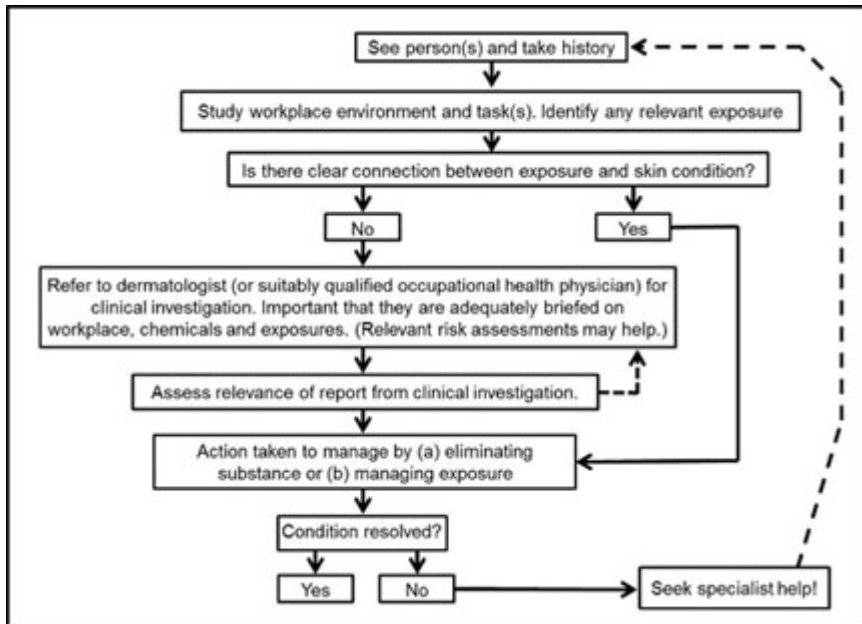 See person(s) and take history
Study workplace environment and task(s). Identify any relevant exposure
Is there clear connection between exposure and skin condition?
No
Yes
Refer to dermatologist (or suitably qualified occupational health physician) for
clinical investigation. Important that they are adequately briefed on
workplace, chemicals and exposures. (Relevant risk assessments may help.)
Assess relevance of report from clinical investigation.
Action taken to manage by (a) eliminating
substance or (b) managing exposure
Condition resolved?
Yes
No
Seek specialist help!